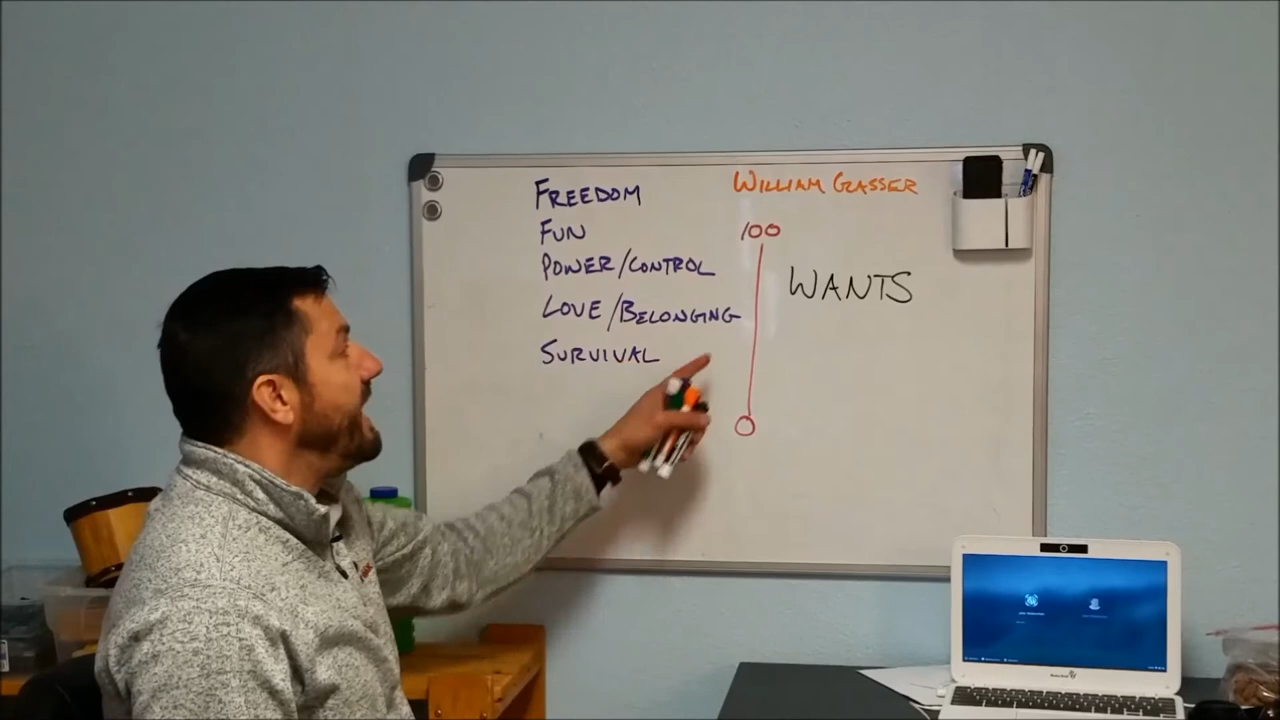 FREEDOM
FUN
POWER/CONTROL
LOVE/BELONGING
SURVIVAL
WILLIAM GLASSER
100
WANTS
0